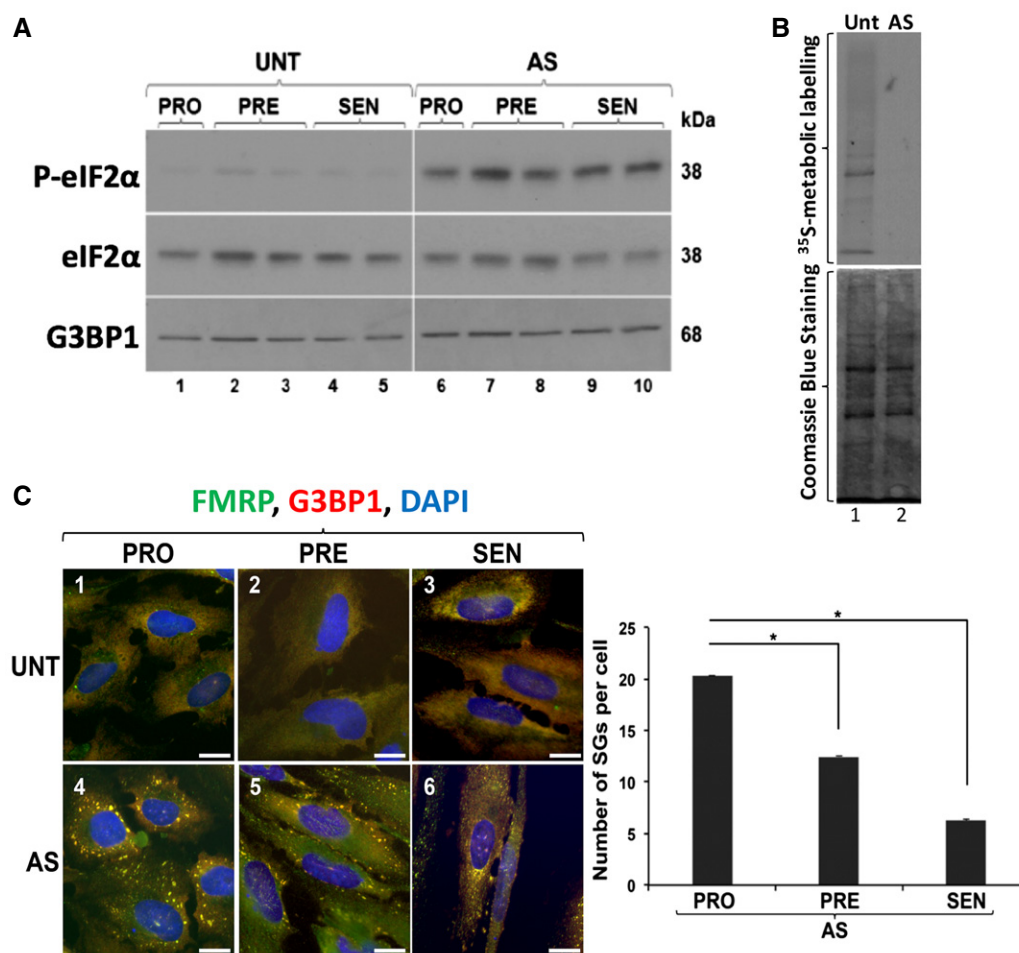 A
UNT AS
PRO PRE SEN PRO PRE SEN kDa
P-eIF2α 38
eIF2α 38
G3BP1 68
1 2 3 4 5 6 7 8 9 10
B
Unt AS
³⁵S-metabolic labelling
Coomassie Blue Staining
1 2
C
FMRP, G3BP1, DAPI
PRO PRE SEN
UNT
1 2 3
AS
4 5 6
Number of SGs per cell
25
20
15
10
5
0
*
*
PRO PRE SEN
AS